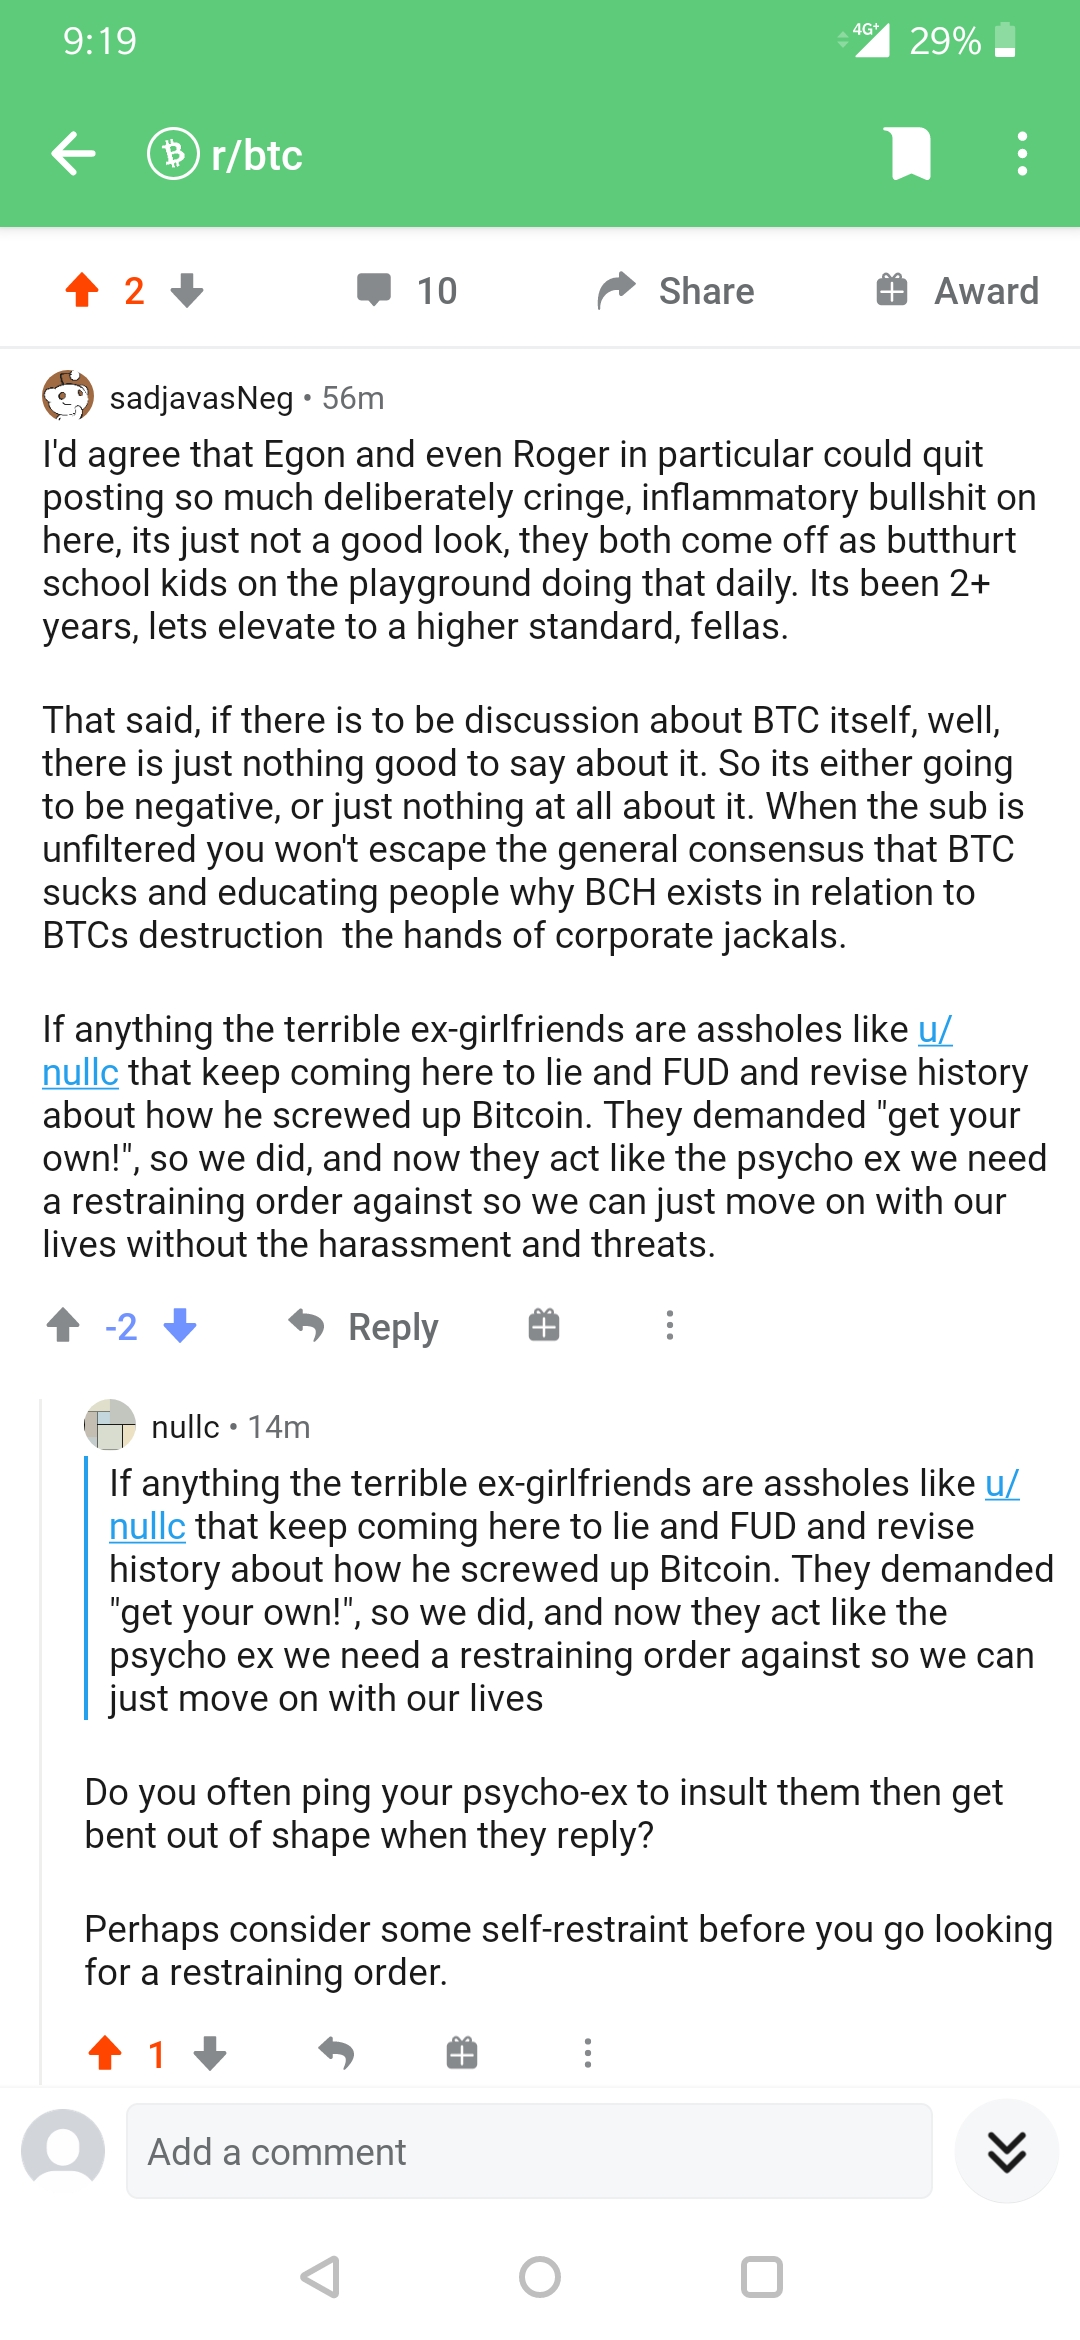 9:19
4G+ 29%
r/btc
2
10
Share
Award
sadjavasNeg • 56m
I'd agree that Egon and even Roger in particular could quit
posting so much deliberately cringe, inflammatory bullshit on
here, its just not a good look, they both come off as butthurt
school kids on the playground doing that daily. Its been 2+
years, lets elevate to a higher standard, fellas.
That said, if there is to be discussion about BTC itself, well,
there is just nothing good to say about it. So its either going
to be negative, or just nothing at all about it. When the sub is
unfiltered you won't escape the general consensus that BTC
sucks and educating people why BCH exists in relation to
BTCs destruction  the hands of corporate jackals.
If anything the terrible ex-girlfriends are assholes like u/
nullc that keep coming here to lie and FUD and revise history
about how he screwed up Bitcoin. They demanded "get your
own!", so we did, and now they act like the psycho ex we need
a restraining order against so we can just move on with our
lives without the harassment and threats.
-2
Reply
nullc • 14m
If anything the terrible ex-girlfriends are assholes like u/
nullc that keep coming here to lie and FUD and revise
history about how he screwed up Bitcoin. They demanded
"get your own!", so we did, and now they act like the
psycho ex we need a restraining order against so we can
just move on with our lives
Do you often ping your psycho-ex to insult them then get
bent out of shape when they reply?
Perhaps consider some self-restraint before you go looking
for a restraining order.
1
Add a comment